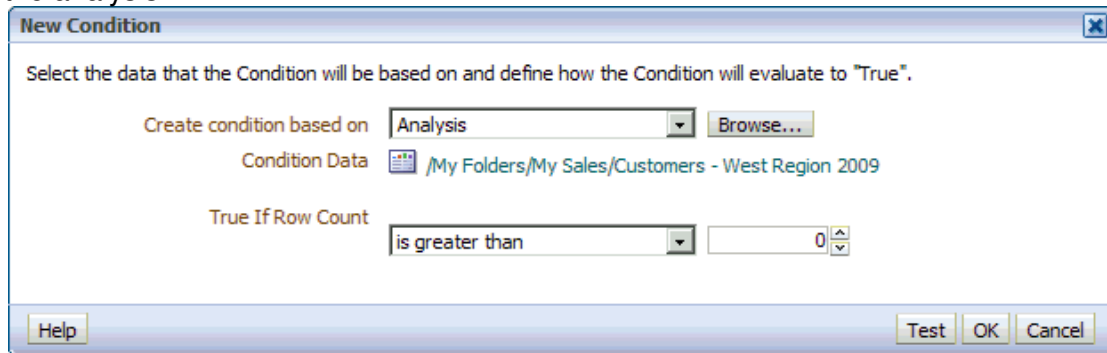 New Condition
Select the data that the Condition will be based on and define how the Condition will evaluate to "True".
Create condition based on Analysis Browse...
Condition Data /My Folders/My Sales/Customers - West Region 2009
True If Row Count
is greater than 0
Help Test OK Cancel